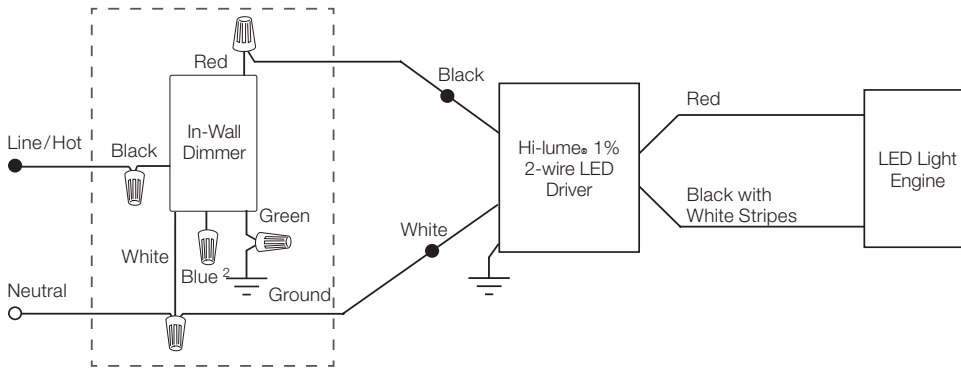 Red
Black
Red
Line/Hot
Black
In-Wall
Dimmer
Hi-lume® 1%
2-wire LED
Driver
LED Light
Engine
Green
Black with
White Stripes
White
White
Blue 2
Neutral
Ground